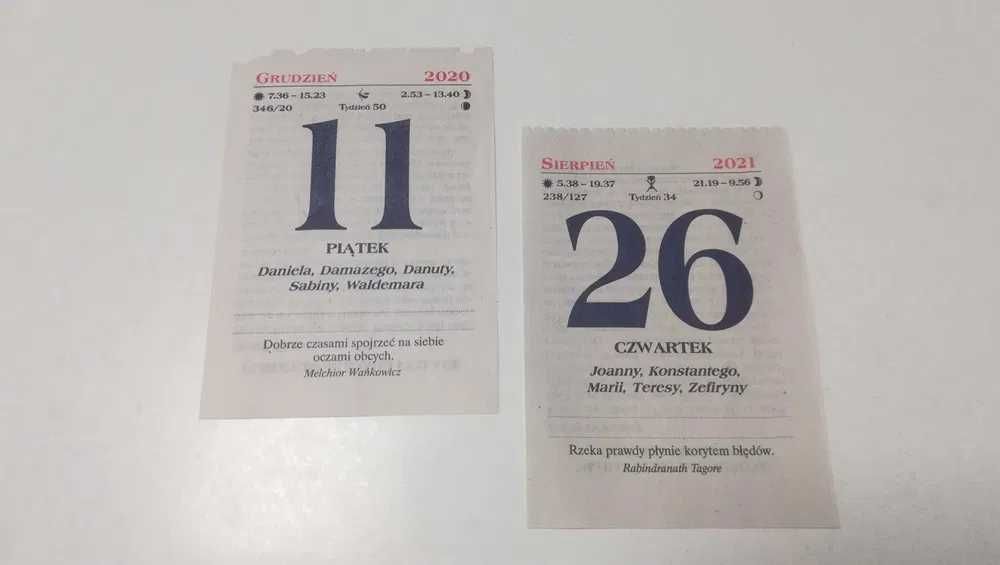 GRUDZIEŃ 2020
7.36 – 15.23 2.53 – 13.40
346/20 Tydzień 50
11
PIĄTEK
Daniela, Damazego, Danuty,
Sabiny, Waldemara
Dobrze czasami spojrzeć na siebie
oczami obcych.
Melchior Wańkowicz
SIERPIEŃ 2021
5.38 – 19.37 21.19 – 9.56
238/127 Tydzień 34
26
CZWARTEK
Joanny, Konstantego,
Marii, Teresy, Zefiryny
Rzeka prawdy płynie korytem błędów.
Rabindranath Tagore